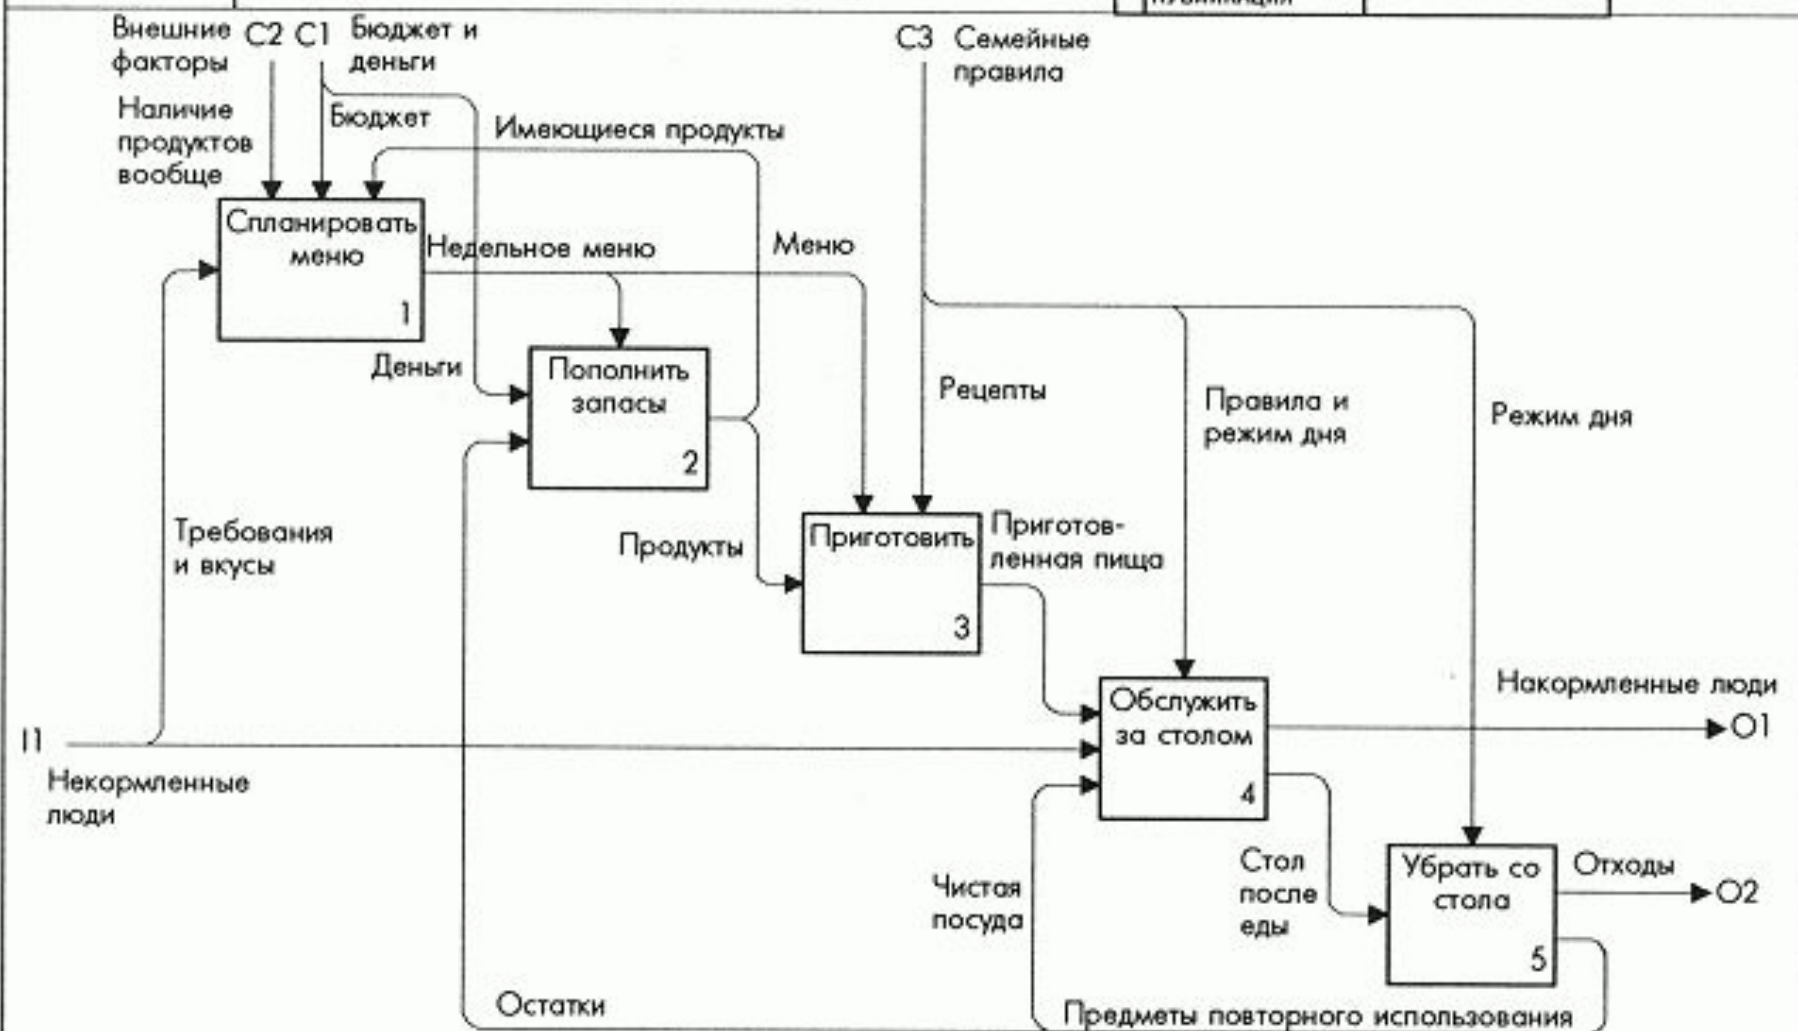 Внешние
факторы
C2
C1
Бюджет и
деньги
C3
Семейные
правила
Наличие
продуктов
вообще
Бюджет
Имеющиеся продукты
Спланировать
меню
1
Недельное меню
Меню
Деньги
Пополнить
запасы
2
Рецепты
Правила и
режим дня
Режим дня
Требования
и вкусы
Продукты
Приготовить
3
Приготов-
ленная пища
Обслужить
за столом
4
Накормленные люди
O1
I1
Некормленные
люди
Чистая
посуда
Стол
после
еды
Убрать со
стола
5
Отходы
O2
Остатки
Предметы повторного использования